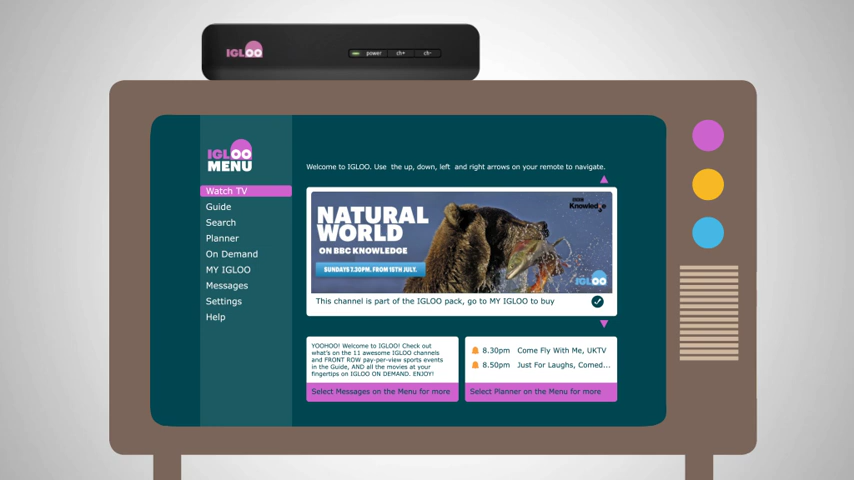 IGLOO
power ch+ ch-
IGLOO
MENU
Watch TV
Guide
Search
Planner
On Demand
MY IGLOO
Messages
Settings
Help
Welcome to IGLOO. Use the up, down, left and right arrows on your remote to navigate.
NATURAL
WORLD
ON BBC KNOWLEDGE
SUNDAYS 7.30PM. FROM 15TH JULY.
BBC
Knowledge
IGLOO
This channel is part of the IGLOO pack, go to MY IGLOO to buy
YOOHOO! Welcome to IGLOO! Check out
what's on the 11 awesome IGLOO channels
and FRONT ROW pay-per-view sports events
in the Guide, AND all the movies at your
fingertips on IGLOO ON DEMAND. ENJOY!
Select Messages on the Menu for more
8.30pm Come Fly With Me, UKTV
8.50pm Just For Laughs, Comed...
Select Planner on the Menu for more